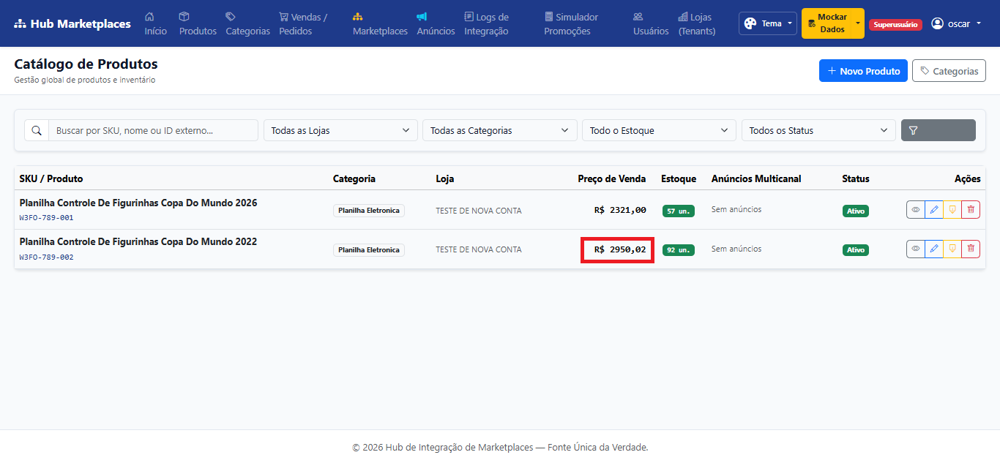 Hub Marketplaces
Início
Produtos
Categorias
Vendas /
Pedidos
Marketplaces
Anúncios
Logs de
Integração
Simulador
Promoções
Usuários
Lojas
(Tenants)
Tema
Mockar
Dados
Superusuário
oscar
Catálogo de Produtos
Gestão global de produtos e inventário
+ Novo Produto
Categorias
Buscar por SKU, nome ou ID externo...
Todas as Lojas
Todas as Categorias
Todo o Estoque
Todos os Status
SKU / Produto Categoria Loja Preço de Venda Estoque Anúncios Multicanal Status Ações
Planilha Controle De Figurinhas Copa Do Mundo 2026
W3FO-789-001
Planilha Eletronica TESTE DE NOVA CONTA R$ 2321,00 57 un. Sem anúncios Ativo
Planilha Controle De Figurinhas Copa Do Mundo 2022
W3FO-789-002
Planilha Eletronica TESTE DE NOVA CONTA R$ 2950,02 92 un. Sem anúncios Ativo
© 2026 Hub de Integração de Marketplaces — Fonte Única da Verdade.